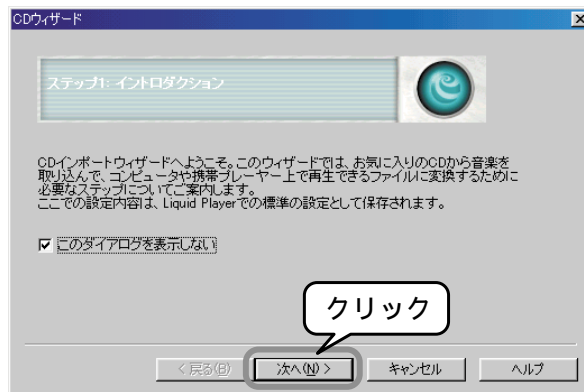 CDウィザード
ステップ1: イントロダクション
CDインポートウィザードへようこそ。このウィザードでは、お気に入りのCDから音楽を
取り込んで、コンピュータや携帯プレーヤー上で再生できるファイルに変換するために
必要なステップについてご案内します。
ここでの設定内容は、Liquid Playerでの標準の設定として保存されます。
このダイアログを表示しない
クリック
< 戻る(B) 次へ(N) > キャンセル ヘルプ